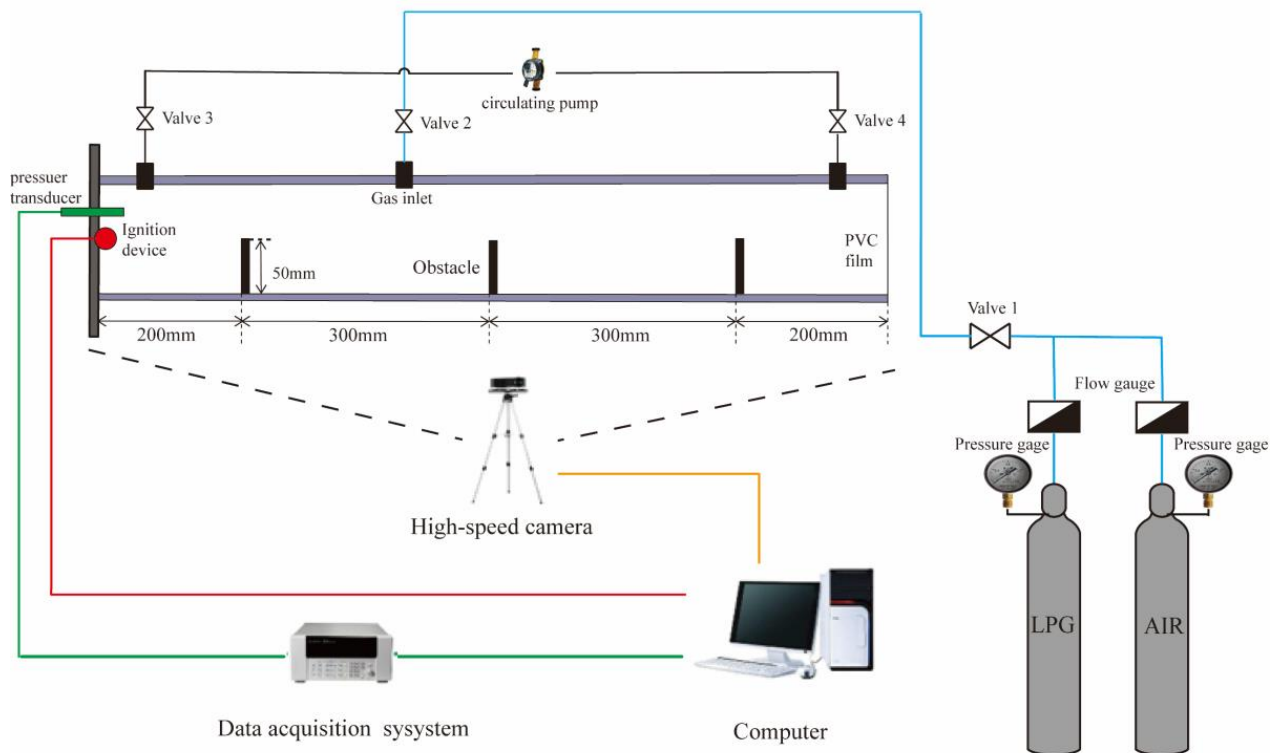 circulating pump
Valve 3
Valve 2
Valve 4
pressuer
transducer
Gas inlet
Ignition
device
50mm
Obstacle
PVC
film
200mm
300mm
300mm
200mm
Valve 1
Flow gauge
Pressure gage
Pressure gage
High-speed camera
LPG
AIR
Data acquisition sysystem
Computer